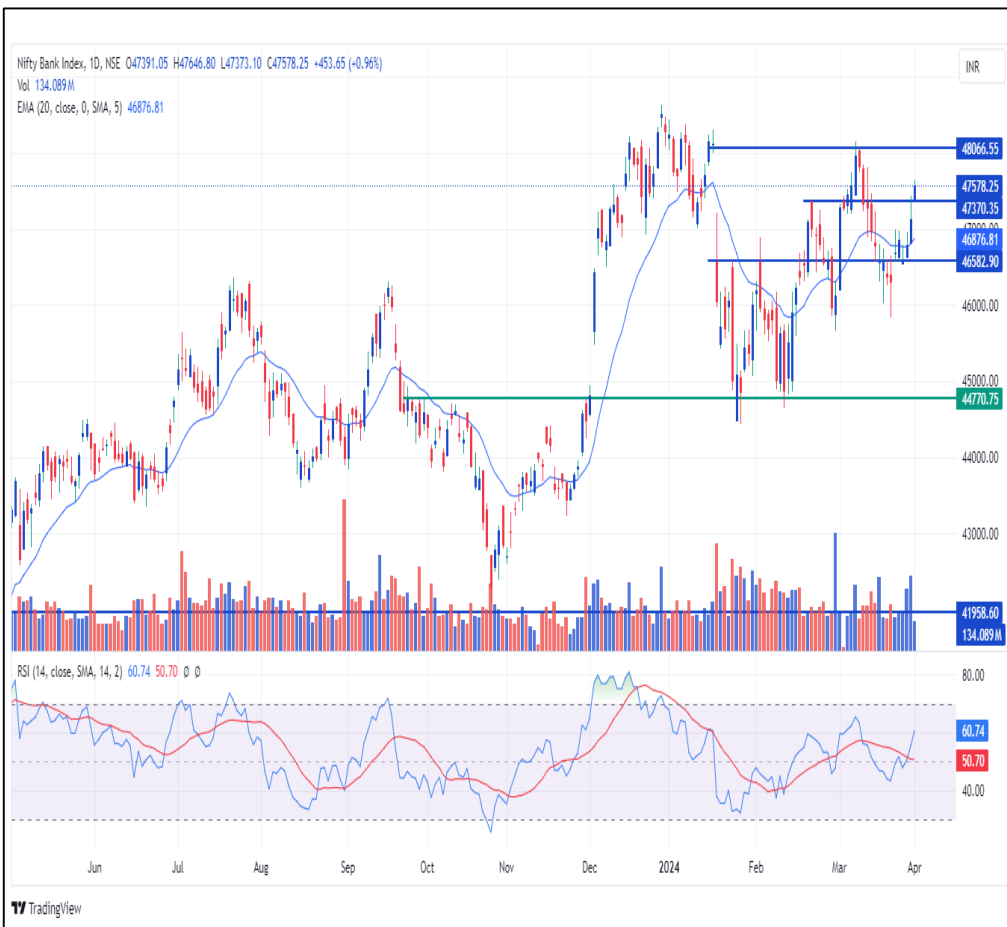 Nifty Bank Index, 1D, NSE O47391.05 H47646.80 L47373.10 C47578.25 +453.65 (+0.96%)
INR
Vol 134.089M
EMA (20, close, 0, SMA, 5) 46876.81
48066.55
47578.25
47370.35
46876.81
46582.90
46000.00
45000.00
44770.75
44000.00
43000.00
41958.60
134.089M
RSI (14, close, SMA, 14, 2) 60.74 50.70 Ø Ø
80.00
60.74
50.70
40.00
Jun Jul Aug Sep Oct Nov Dec 2024 Feb Mar Apr
TradingView